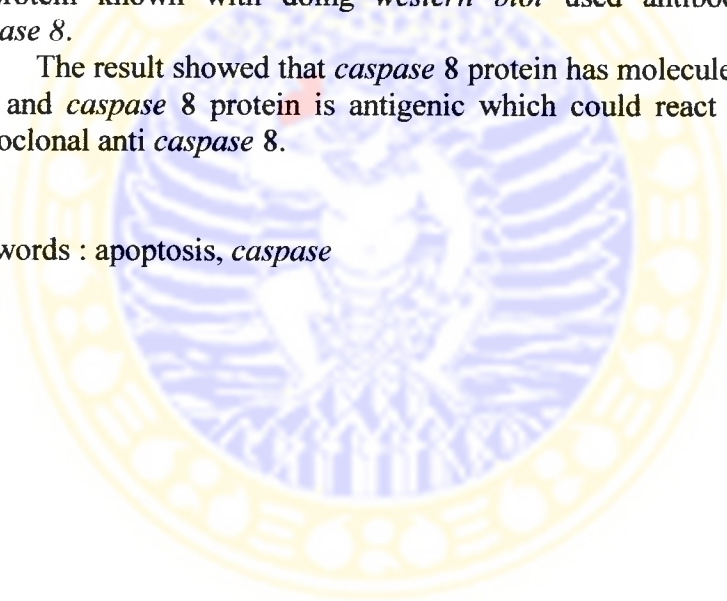 protein known with doing western blot used antibod
ase 8.
The result showed that caspase 8 protein has molecule
and caspase 8 protein is antigenic which could react
oclonal anti caspase 8.
words : apoptosis, caspase